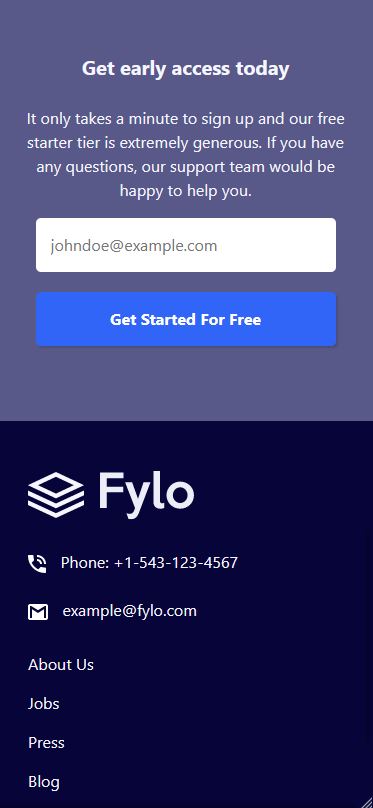 Get early access today
It only takes a minute to sign up and our free
starter tier is extremely generous. If you have
any questions, our support team would be
happy to help you.
johndoe@example.com
Get Started For Free
Fylo
Phone: +1-543-123-4567
example@fylo.com
About Us
Jobs
Press
Blog